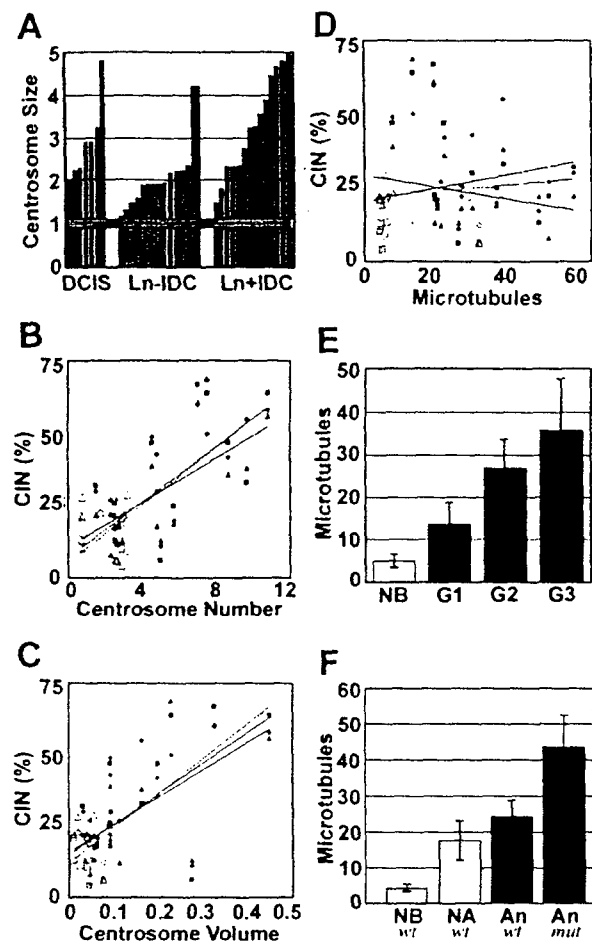 A
Centrosome Size
5
4
3
2
1
0
DCIS Ln-IDC Ln+IDC
B
CIN (%)
75
50
25
0
0 4 8 12
Centrosome Number
C
CIN (%)
75
50
25
0
0 0.1 0.2 0.3 0.4 0.5
Centrosome Volume
D
CIN (%)
75
50
25
0
0 20 40 60
Microtubules
E
Microtubules
50
40
30
20
10
0
NB G1 G2 G3
F
Microtubules
60
50
40
30
20
10
0
NB NA An An
wt wt wt mut